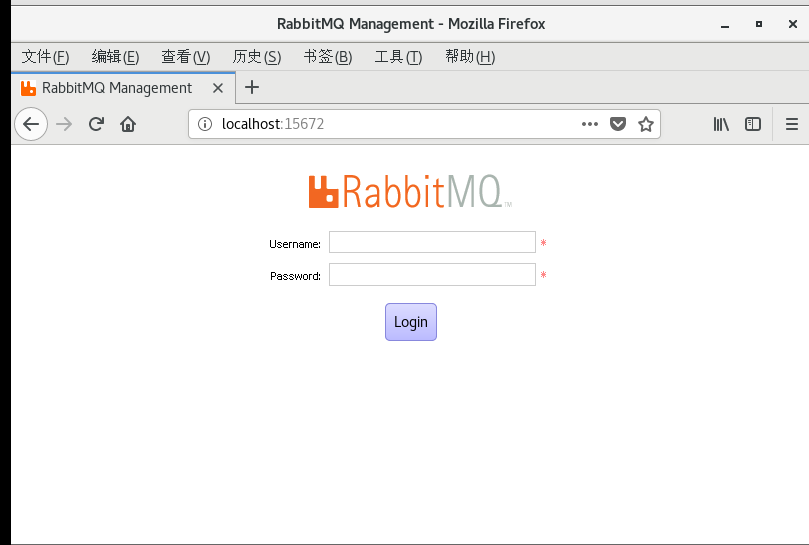 RabbitMQ Management - Mozilla Firefox
文件(F) 编辑(E) 查看(V) 历史(S) 书签(B) 工具(T) 帮助(H)
RabbitMQ Management
localhost:15672
RabbitMQ™
Username: *
Password: *
Login